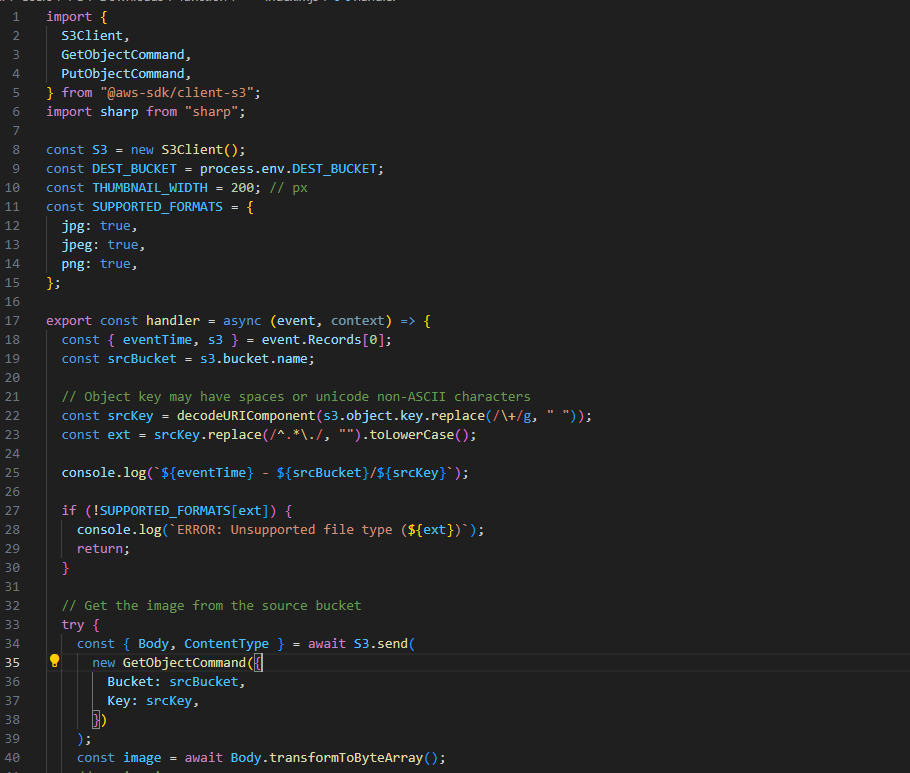 1 import {
2   S3Client,
3   GetObjectCommand,
4   PutObjectCommand,
5 } from "@aws-sdk/client-s3";
6 import sharp from "sharp";
7
8 const S3 = new S3Client();
9 const DEST_BUCKET = process.env.DEST_BUCKET;
10 const THUMBNAIL_WIDTH = 200; // px
11 const SUPPORTED_FORMATS = {
12   jpg: true,
13   jpeg: true,
14   png: true,
15 };
16
17 export const handler = async (event, context) => {
18   const { eventTime, s3 } = event.Records[0];
19   const srcBucket = s3.bucket.name;
20
21   // Object key may have spaces or unicode non-ASCII characters
22   const srcKey = decodeURIComponent(s3.object.key.replace(/\+/g, " "));
23   const ext = srcKey.replace(/^.*\./, "").toLowerCase();
24
25   console.log(`${eventTime} - ${srcBucket}/${srcKey}`);
26
27   if (!SUPPORTED_FORMATS[ext]) {
28     console.log(`ERROR: Unsupported file type (${ext})`);
29     return;
30   }
31
32   // Get the image from the source bucket
33   try {
34     const { Body, ContentType } = await S3.send(
35       new GetObjectCommand({
36         Bucket: srcBucket,
37         Key: srcKey,
38       })
39     );
40     const image = await Body.transformToByteArray();